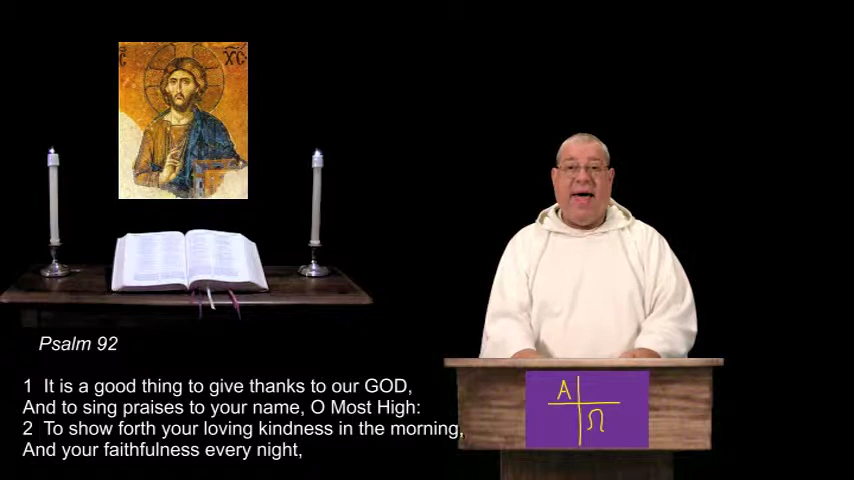 XC
Psalm 92
1 It is a good thing to give thanks to our GOD,
And to sing praises to your name, O Most High:
2 To show forth your loving kindness in the morning,
And your faithfulness every night,
A
Ω